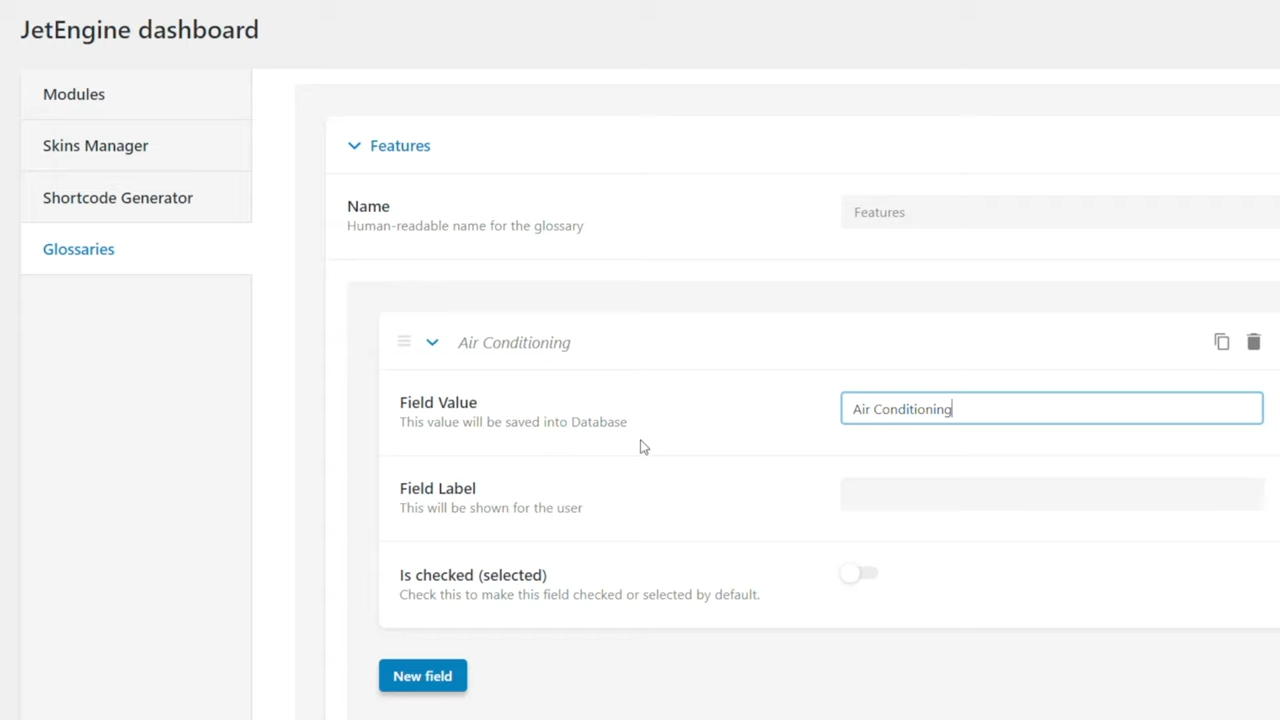 JetEngine dashboard
Modules
Skins Manager
Shortcode Generator
Glossaries
Features
Name
Human-readable name for the glossary
Features
Air Conditioning
Field Value
This value will be saved into Database
Air Conditioning
Field Label
This will be shown for the user
Is checked (selected)
Check this to make this field checked or selected by default.
New field